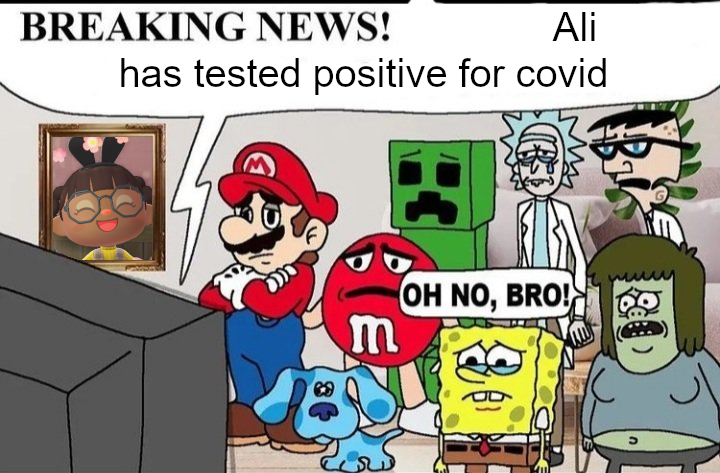 BREAKING NEWS! Ali
has tested positive for covid
M
OH NO, BRO!
m